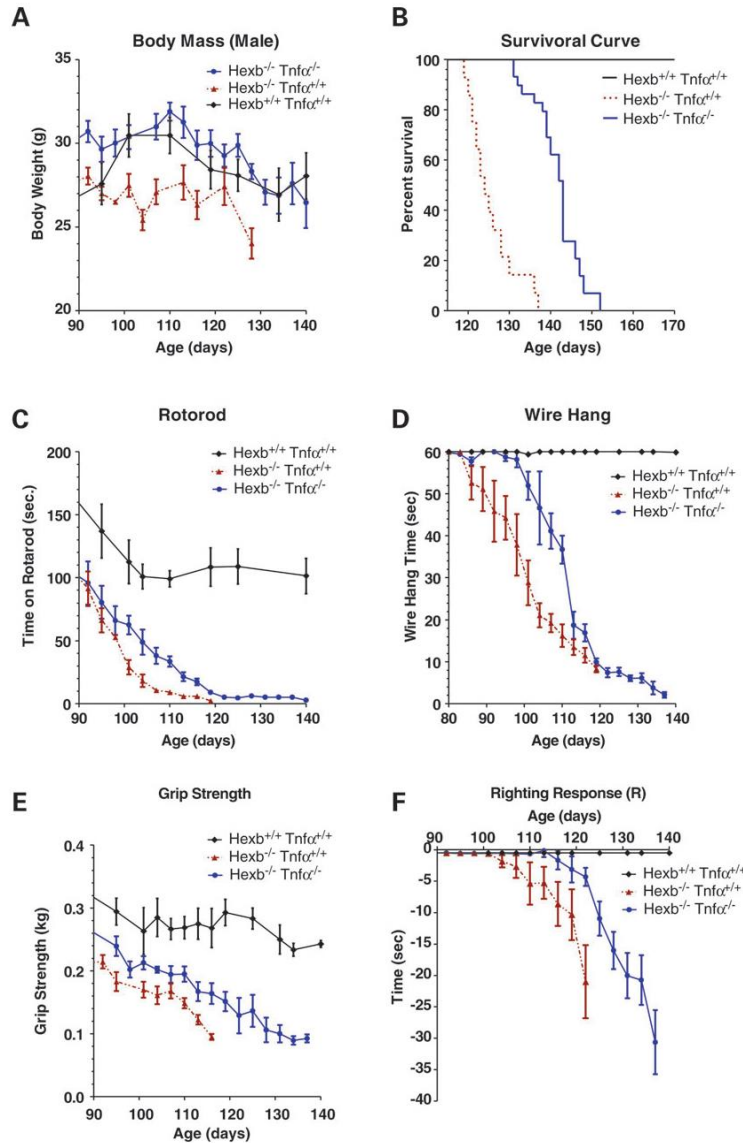 A
Body Mass (Male)
Hexb-/- Tnfα-/-
Hexb-/- Tnfα+/+
Hexb+/+ Tnfα+/+
Body Weight (g)
35
30
25
20
90 100 110 120 130 140
Age (days)
B
Survivoral Curve
Hexb+/+ Tnfα+/+
Hexb-/- Tnfα+/+
Hexb-/- Tnfα-/-
Percent survival
100
80
60
40
20
0
120 130 140 150 160 170
Age (days)
C
Rotorod
Hexb+/+ Tnfα+/+
Hexb-/- Tnfα+/+
Hexb-/- Tnfα-/-
Time on Rotarod (sec.)
200
150
100
50
0
90 100 110 120 130 140
Age (days)
D
Wire Hang
Hexb+/+ Tnfα+/+
Hexb-/- Tnfα+/+
Hexb-/- Tnfα-/-
Wire Hang Time (sec)
60
60
30
20
10
0
80 90 100 110 120 130 140
Age (days)
E
Grip Strength
Hexb+/+ Tnfα+/+
Hexb-/- Tnfα+/+
Hexb-/- Tnfα-/-
Grip Strength (kg)
0.4
0.3
0.2
0.1
0.0
90 100 110 120 130 140
Age (days)
F
Righting Response (R)
Age (days)
90 100 110 120 130 140
Hexb+/+ Tnfα+/+
Hexb-/- Tnfα+/+
Hexb-/- Tnfα-/-
Time (sec)
0
-5
-10
-15
-20
-25
-30
-35
-40